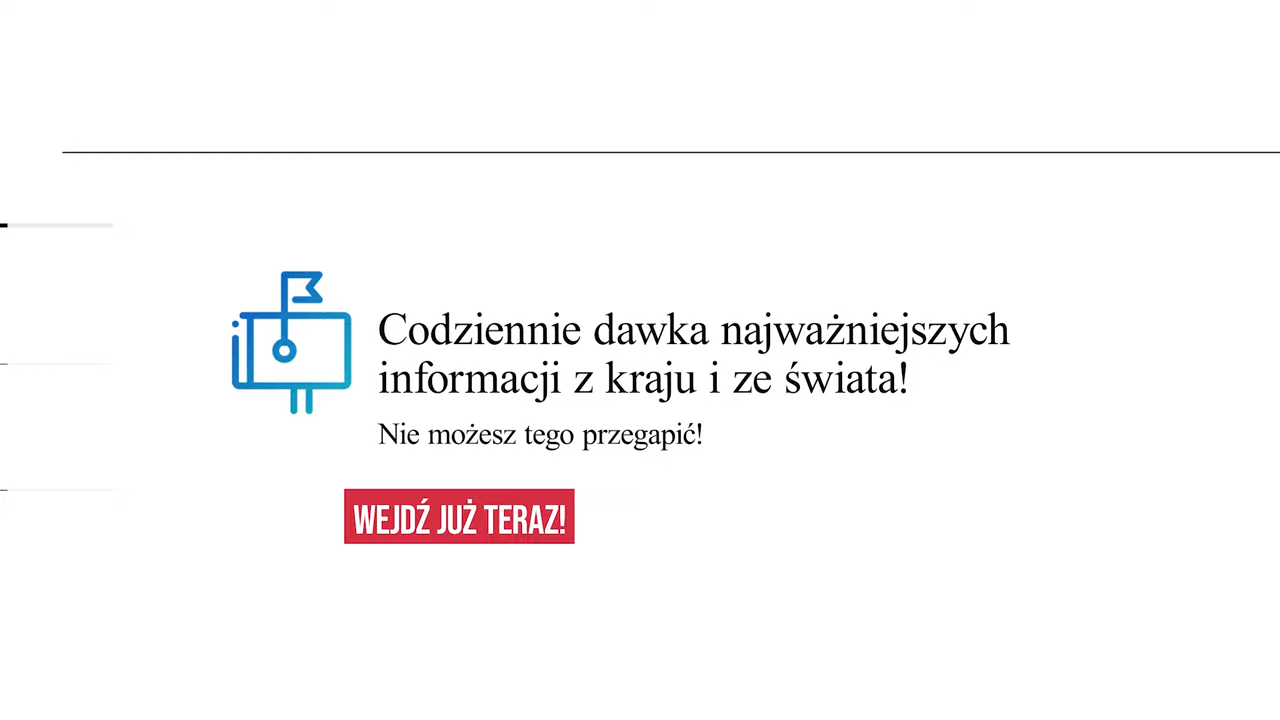 Codziennie dawka najważniejszych
informacji z kraju i ze świata!
Nie możesz tego przegapić!
WEJDŹ JUŻ TERAZ!